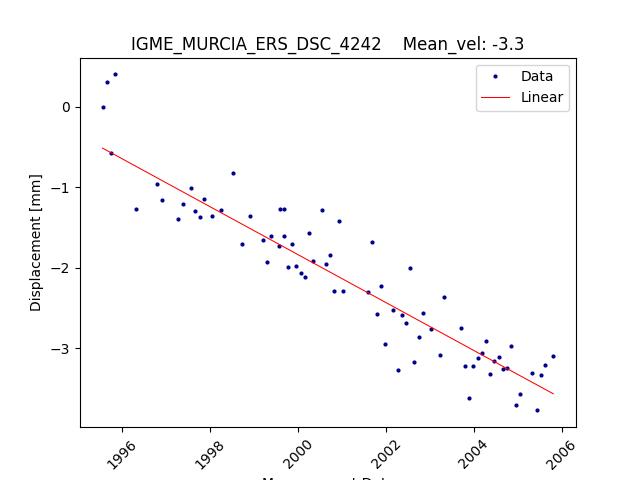 IGME_MURCIA_ERS_DSC_4242 Mean_vel: -3.3
Data
Linear
0
−1
−2
−3
Displacement [mm]
1996
1998
2000
2002
2004
2006